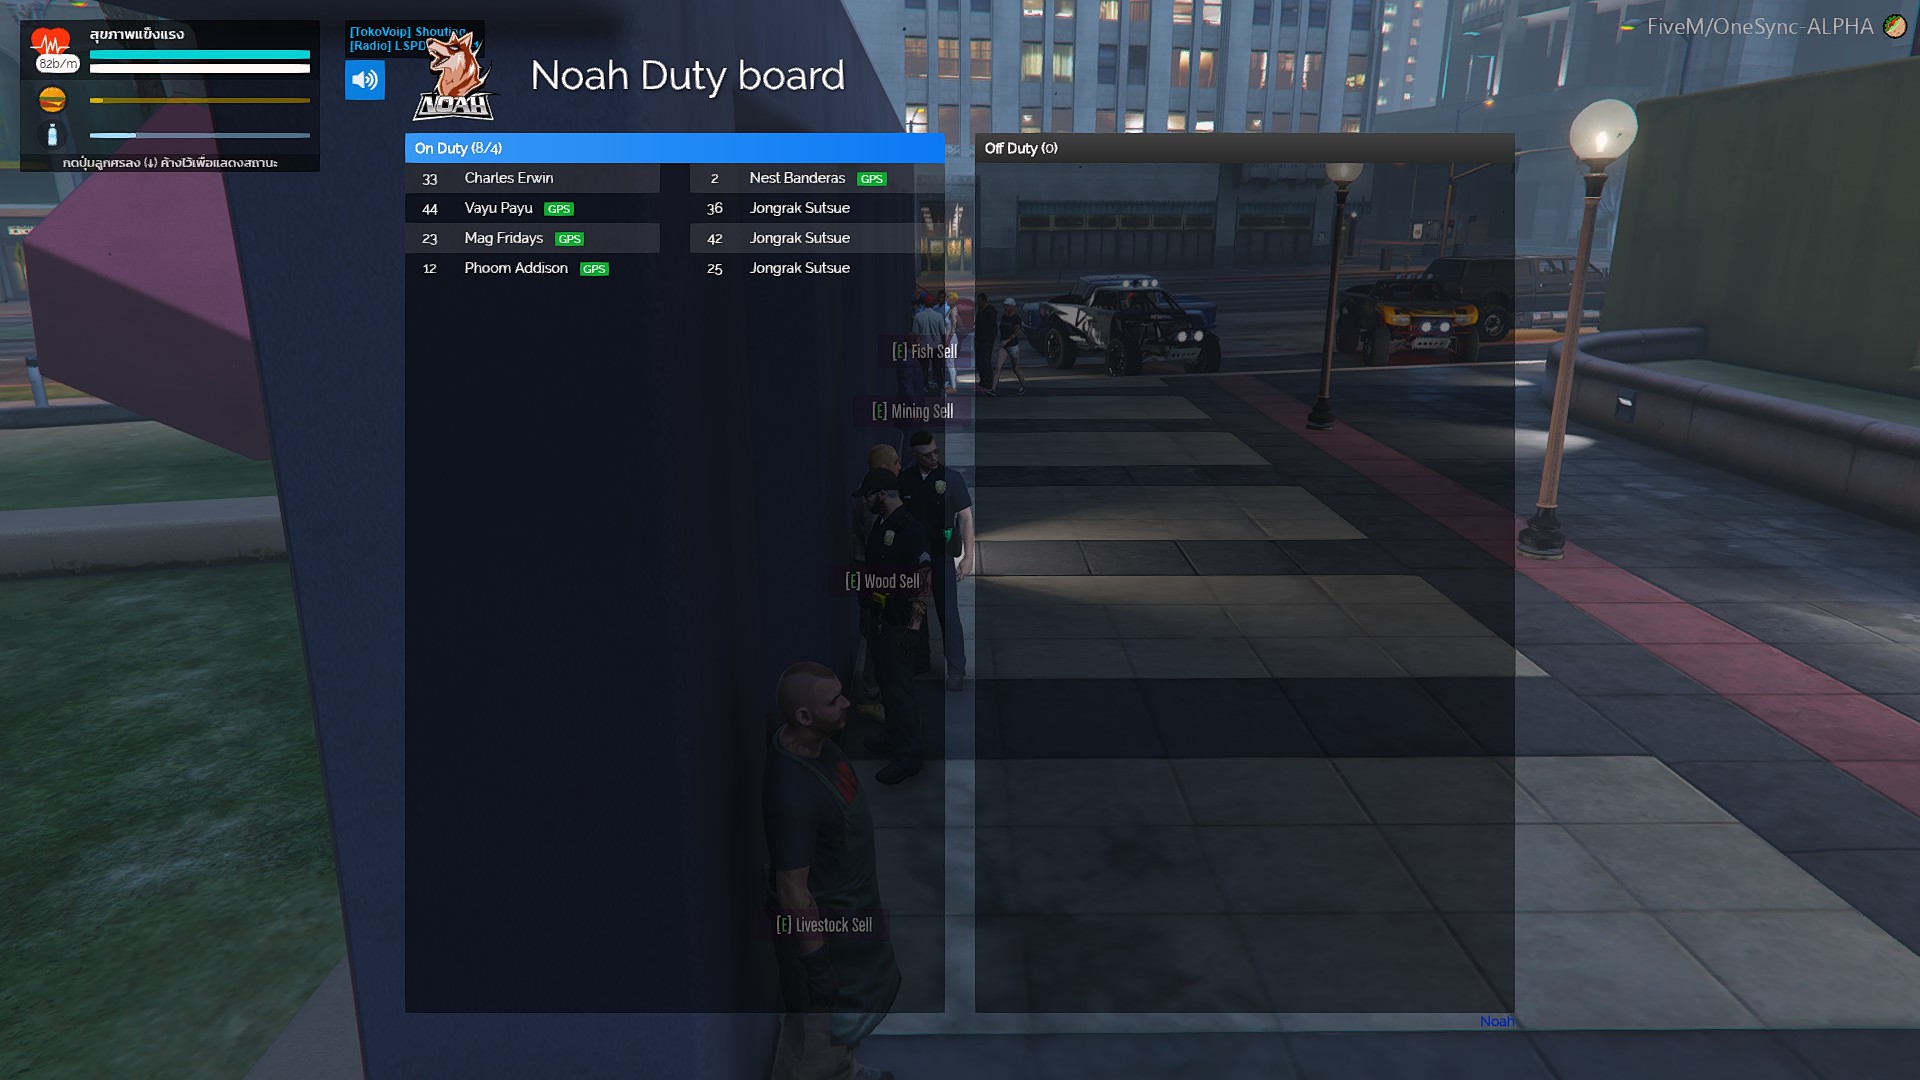 สุขภาพแข็งแรง
82b/m
กดปุ่มลูกศรลง (↓) ค้างไว้เพื่อแสดงสถานะ
[TokoVoip] Shouting
[Radio] LSPD
NOAH
Noah Duty board
FiveM/OneSync-ALPHA
On Duty (8/4)
33 Charles Erwin
44 Vayu Payu GPS
23 Mag Fridays GPS
12 Phoom Addison GPS
2 Nest Banderas GPS
36 Jongrak Sutsue
42 Jongrak Sutsue
25 Jongrak Sutsue
Off Duty (0)
[E] Fish Sell
[E] Mining Sell
[E] Wood Sell
[E] Livestock Sell
Noah